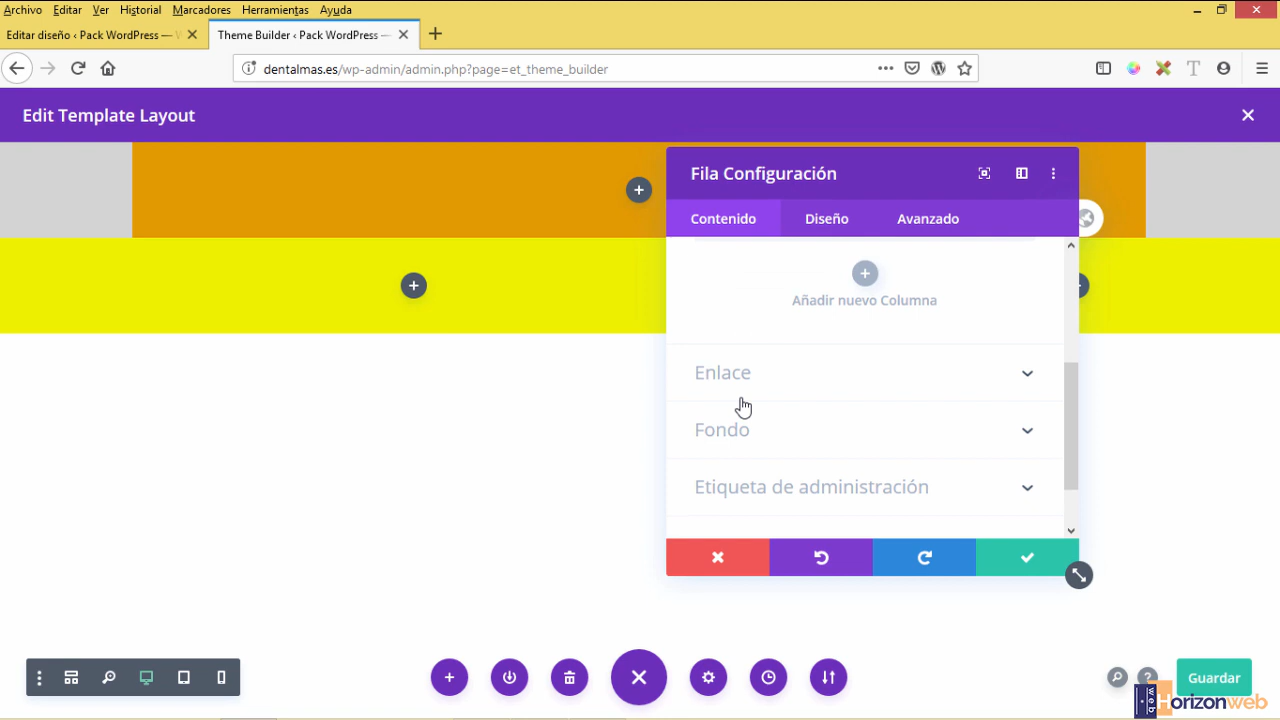 Archivo Editar Ver Historial Marcadores Herramientas Ayuda
Editar diseño ‹ Pack WordPress —
Theme Builder ‹ Pack WordPress —
dentalmas.es/wp-admin/admin.php?page=et_theme_builder
Edit Template Layout
Fila Configuración
Contenido Diseño Avanzado
Añadir nuevo Columna
Enlace
Fondo
Etiqueta de administración
Guardar
web Horizonweb